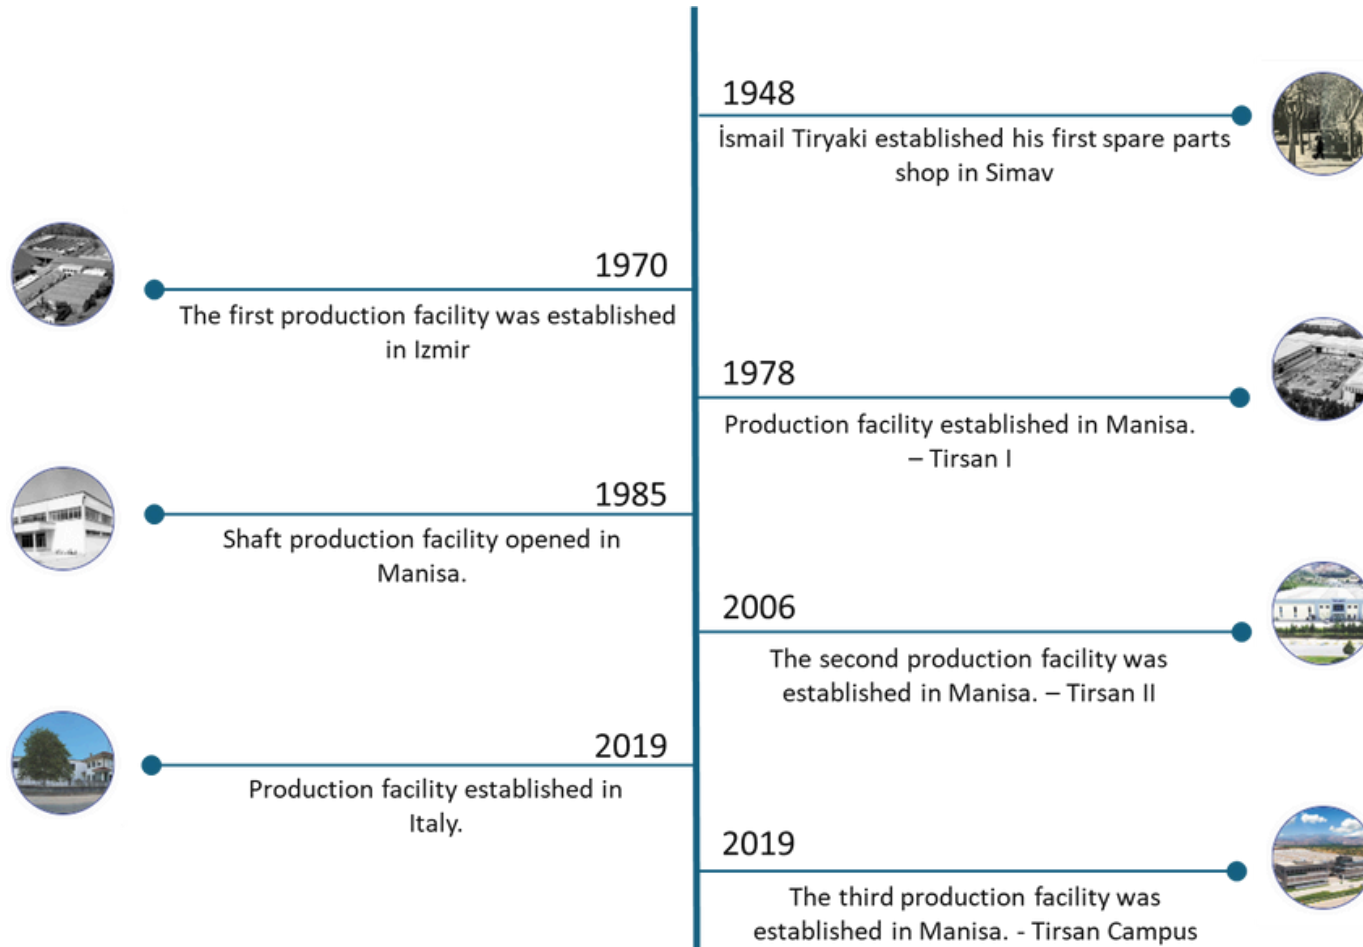 1948
İsmail Tiryaki established his first spare parts
shop in Simav
1970
The first production facility was established
in Izmir
1978
Production facility established in Manisa.
– Tirsan I
1985
Shaft production facility opened in
Manisa.
2006
The second production facility was
established in Manisa. – Tirsan II
2019
Production facility established in
Italy.
2019
The third production facility was
established in Manisa. - Tirsan Campus